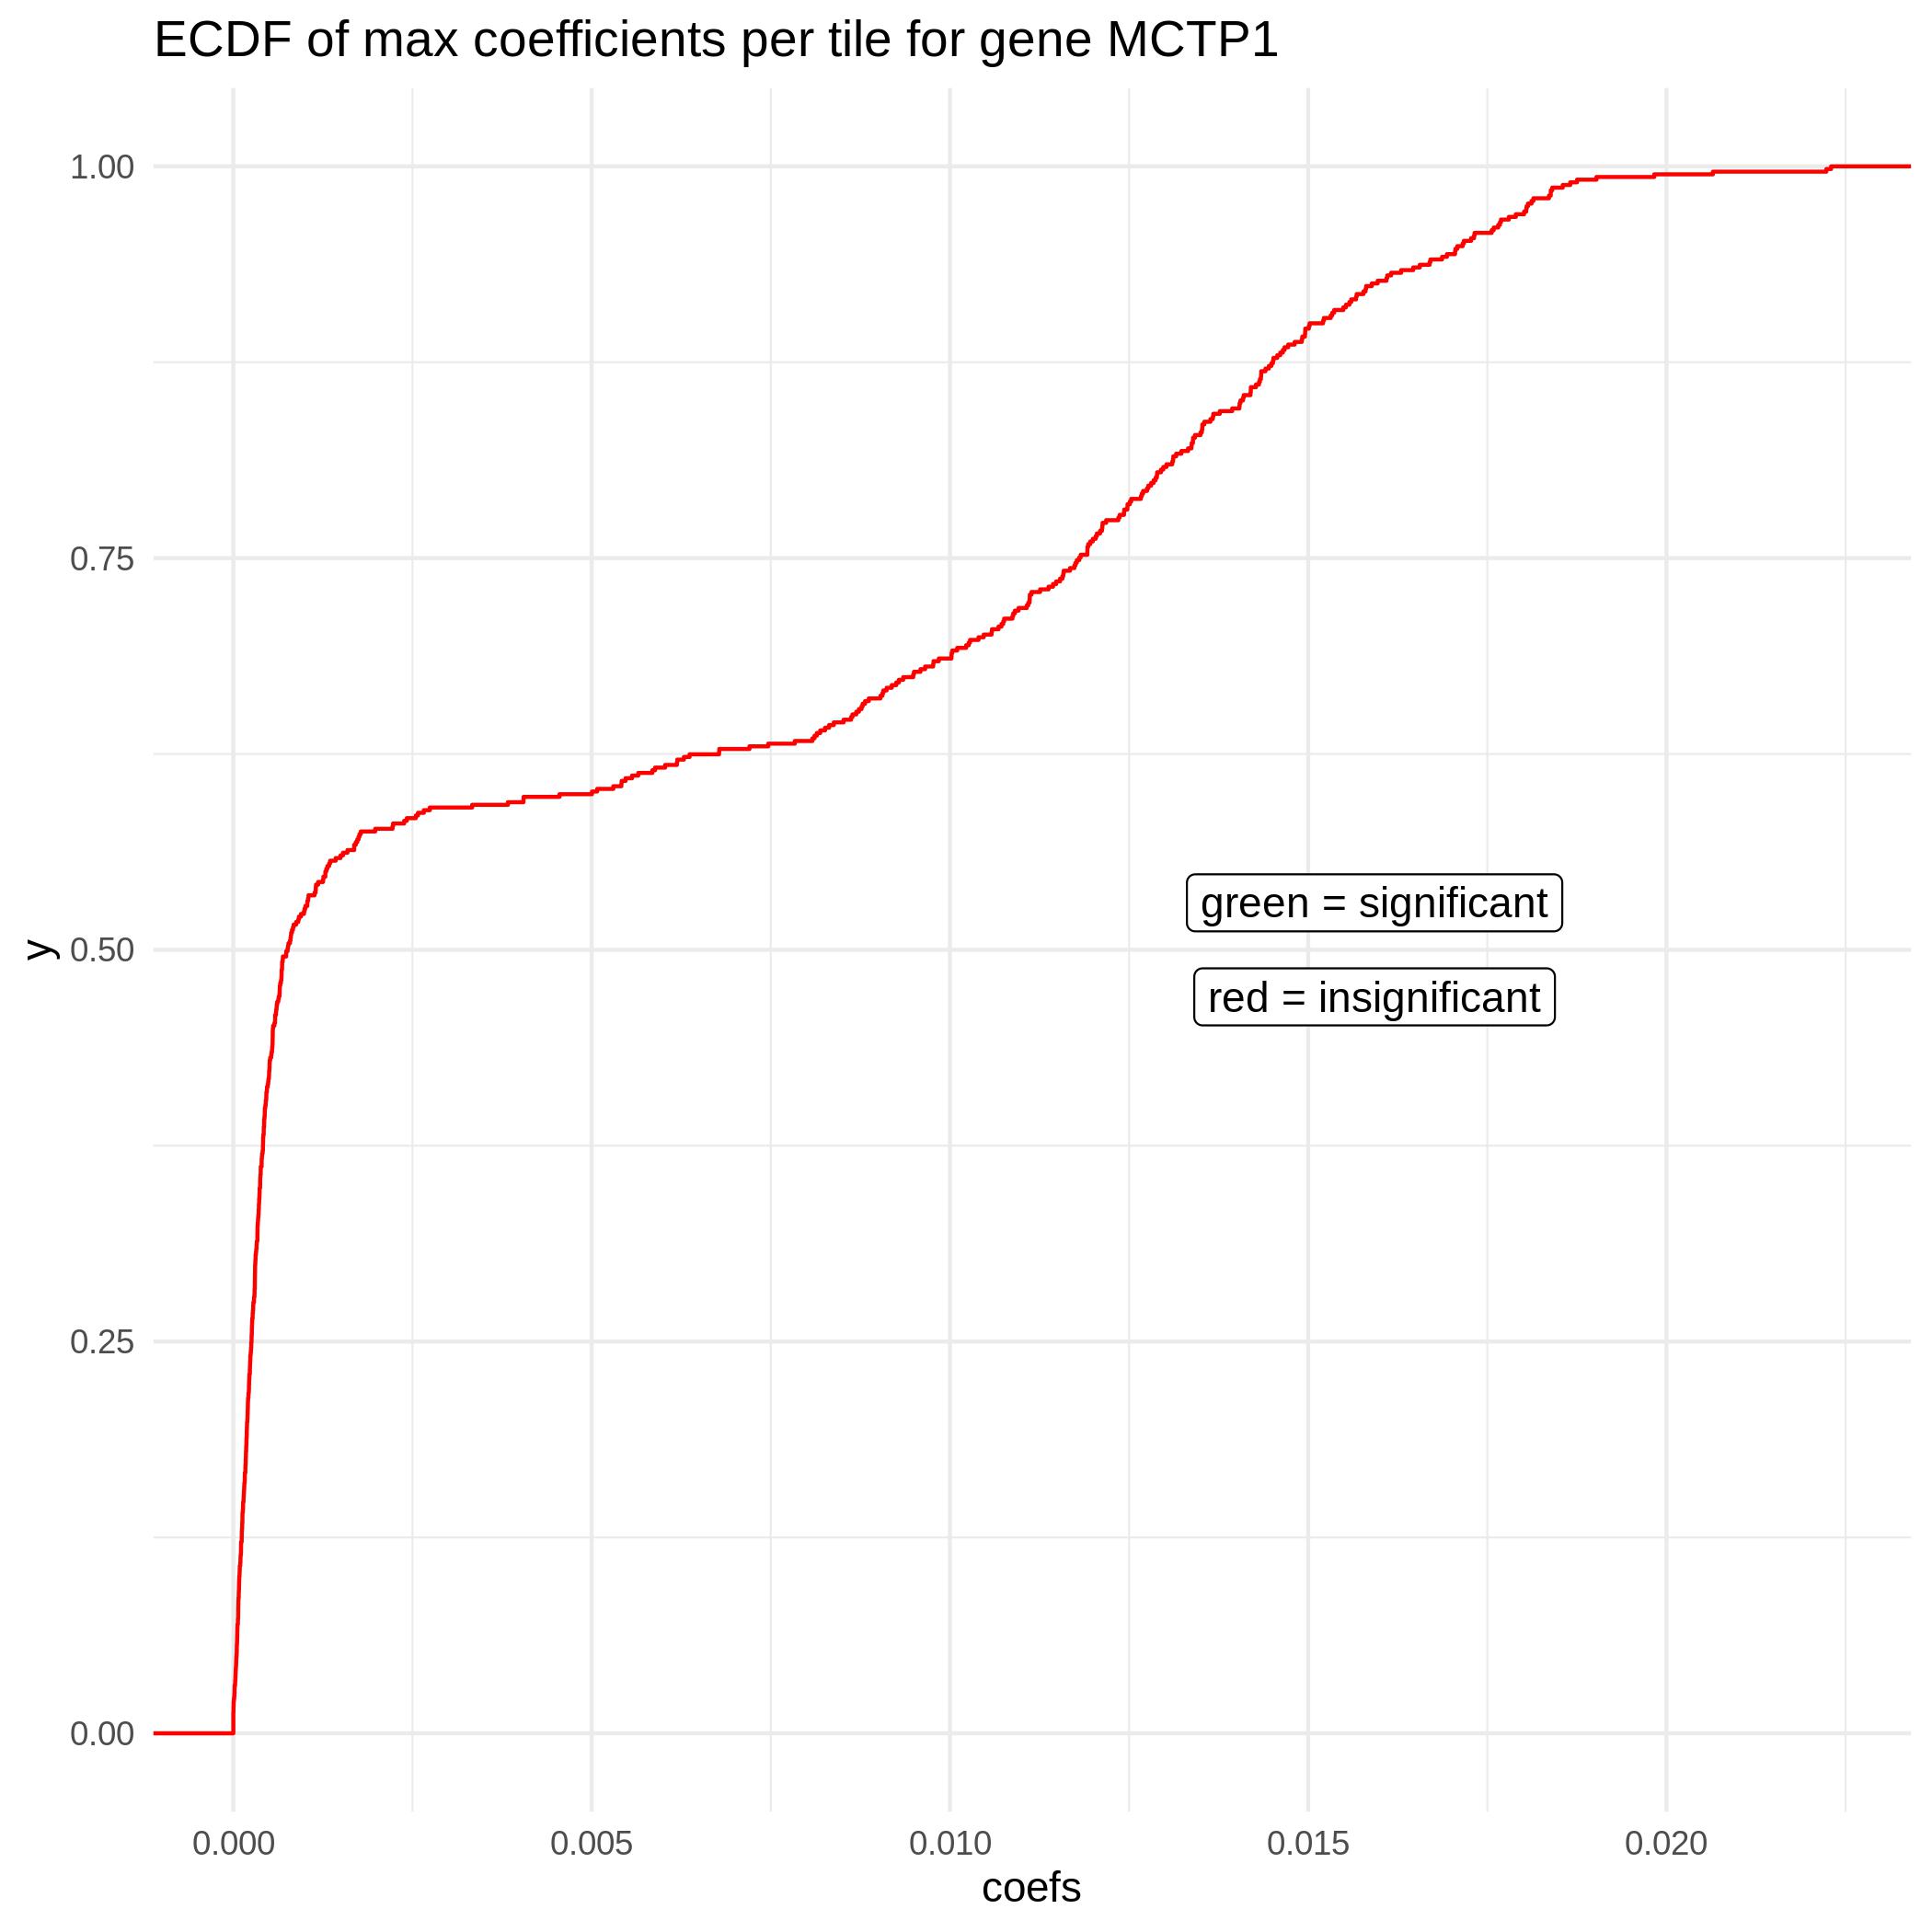 ECDF of max coefficients per tile for gene MCTP1
1.00
0.75
0.50
0.25
0.00
y
green = significant
red = insignificant
0.000 0.005 0.010 0.015 0.020
coefs